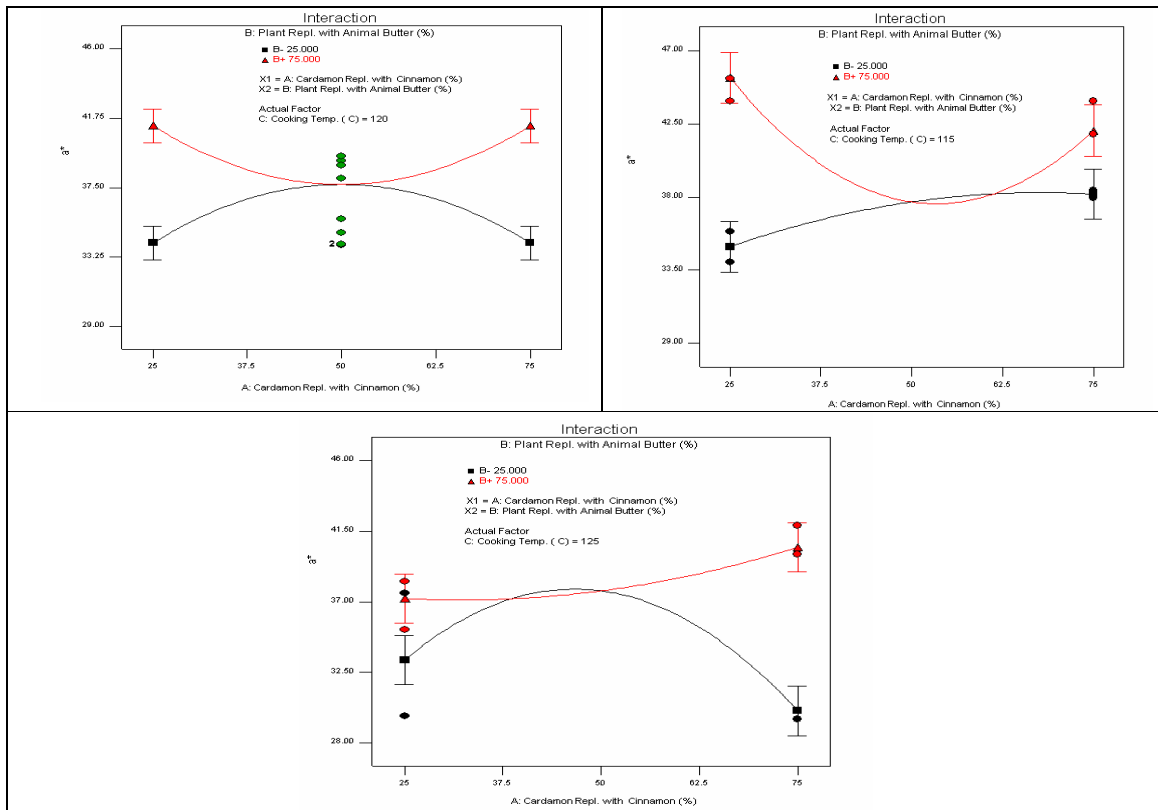 Interaction
B: Plant Repl. with Animal Butter (%)
46.00
B- 25.000
B+ 75.000
X1 = A: Cardamon Repl. with Cinnamon (%)
X2 = B: Plant Repl. with Animal Butter (%)
41.75
Actual Factor
C: Cooking Temp. ( C) = 120
a*
37.50
2
33.25
29.00
25 37.5 50 62.5 75
A: Cardamon Repl. with Cinnamon (%)
Interaction
B: Plant Repl. with Animal Butter (%)
47.00
B- 25.000
B+ 75.000
X1 = A: Cardamon Repl. with Cinnamon (%)
X2 = B: Plant Repl. with Animal Butter (%)
42.50
Actual Factor
C: Cooking Temp. ( C) = 115
a*
38.00
33.50
29.00
25 37.5 50 62.5 75
A: Cardamon Repl. with Cinnamon (%)
Interaction
B: Plant Repl. with Animal Butter (%)
46.00
B- 25.000
B+ 75.000
X1 = A: Cardamon Repl. with Cinnamon (%)
X2 = B: Plant Repl. with Animal Butter (%)
41.50
Actual Factor
C: Cooking Temp. ( C) = 125
a*
37.00
32.50
28.00
25 37.5 50 62.5 75
A: Cardamon Repl. with Cinnamon (%)